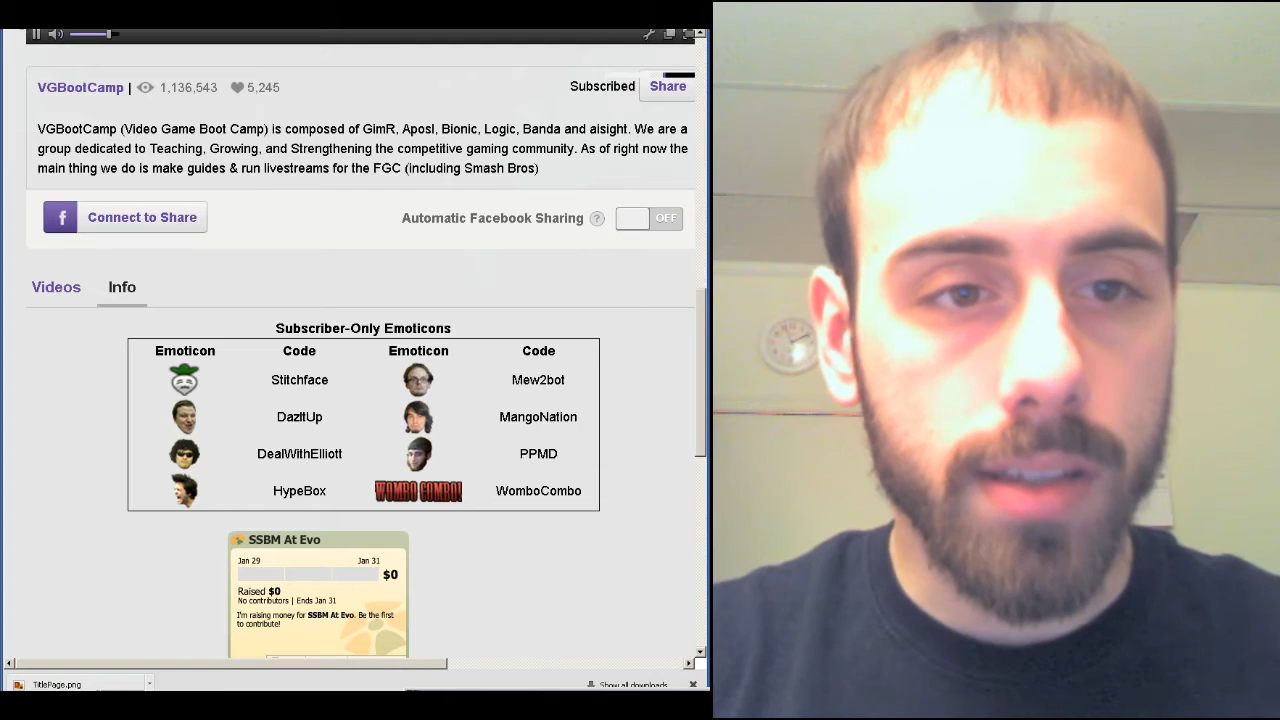 VGBootCamp | 1,136,543 5,245
Subscribed Share
VGBootCamp (Video Game Boot Camp) is composed of GimR, Aposl, Bionic, Logic, Banda and aisight. We are a
group dedicated to Teaching, Growing, and Strengthening the competitive gaming community. As of right now the
main thing we do is make guides & run livestreams for the FGC (including Smash Bros)
f Connect to Share
Automatic Facebook Sharing ? OFF
Videos Info
Subscriber-Only Emoticons
Emoticon Code Emoticon Code
Stitchface Mew2bot
DazItUp MangoNation
DealWithElliott PPMD
HypeBox WOMBO COMBO! WomboCombo
SSBM At Evo
Jan 29 Jan 31
$0
Raised $0
No contributors | Ends Jan 31
I'm raising money for SSBM At Evo. Be the first
to contribute!
TitlePage.png
Show all downloads